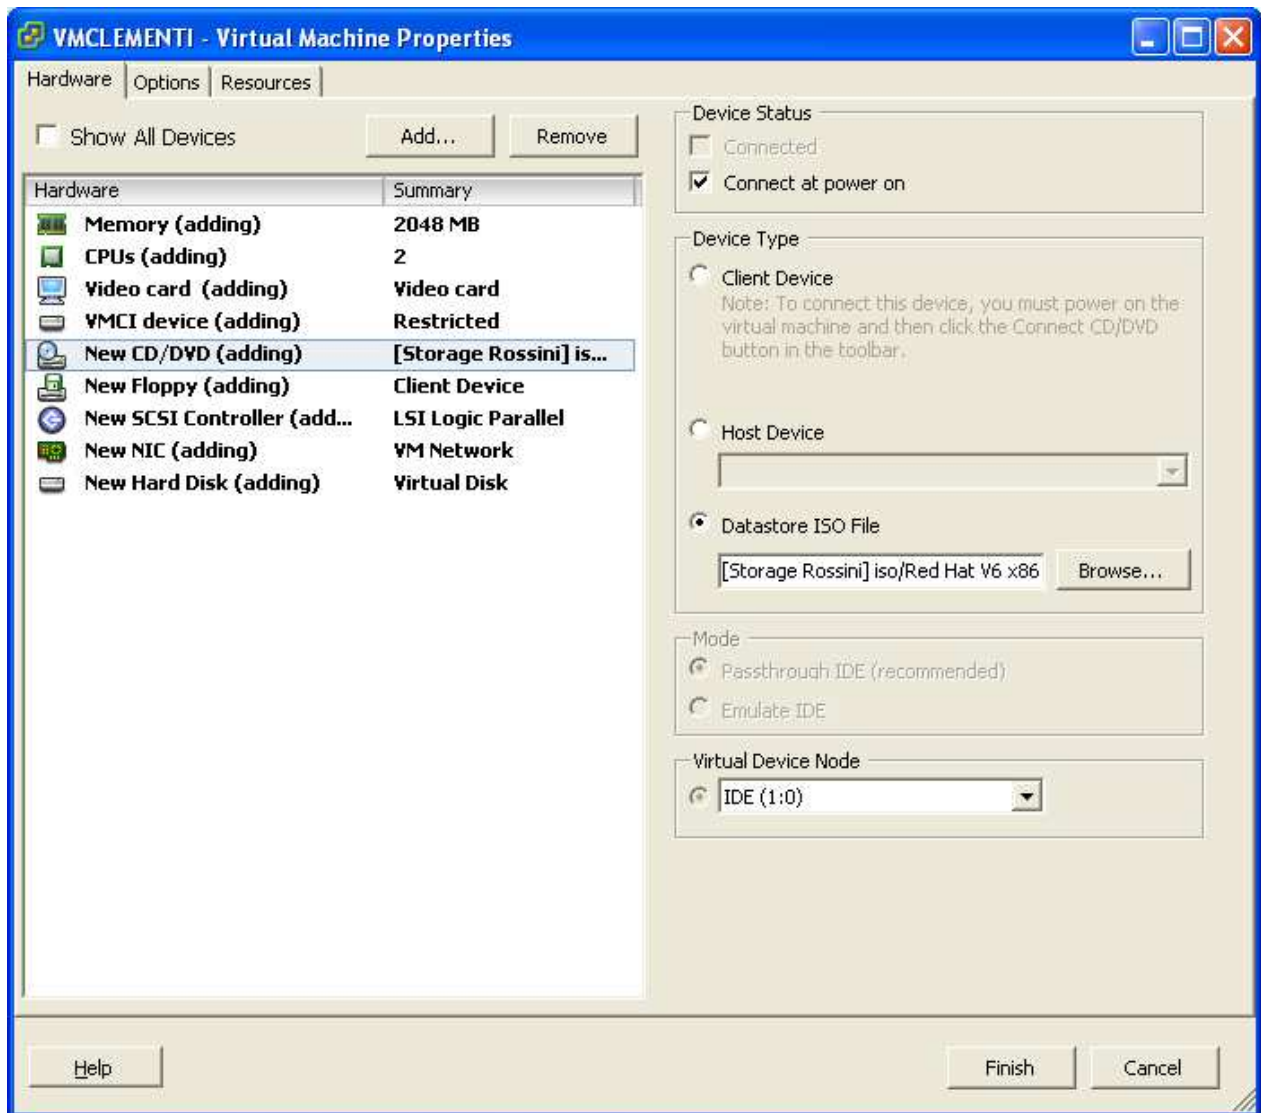 VMCLEMENTI - Virtual Machine Properties
Hardware Options Resources
Show All Devices Add... Remove
Hardware Summary
Memory (adding) 2048 MB
CPUs (adding) 2
Video card (adding) Video card
VMCI device (adding) Restricted
New CD/DVD (adding) [Storage Rossini] is...
New Floppy (adding) Client Device
New SCSI Controller (add... LSI Logic Parallel
New NIC (adding) VM Network
New Hard Disk (adding) Virtual Disk
Device Status
Connected
Connect at power on
Device Type
Client Device
Note: To connect this device, you must power on the
virtual machine and then click the Connect CD/DVD
button in the toolbar.
Host Device
Datastore ISO File
[Storage Rossini] iso/Red Hat V6 x86 Browse...
Mode
Passthrough IDE (recommended)
Emulate IDE
Virtual Device Node
IDE (1:0)
Help Finish Cancel